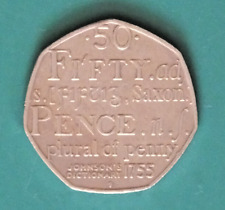 ·50·
FIFTY.ad
s. Saxon.
PENCE.n.ſ.
plural of penny
JOHNSON'S
DICTIONARY 1755